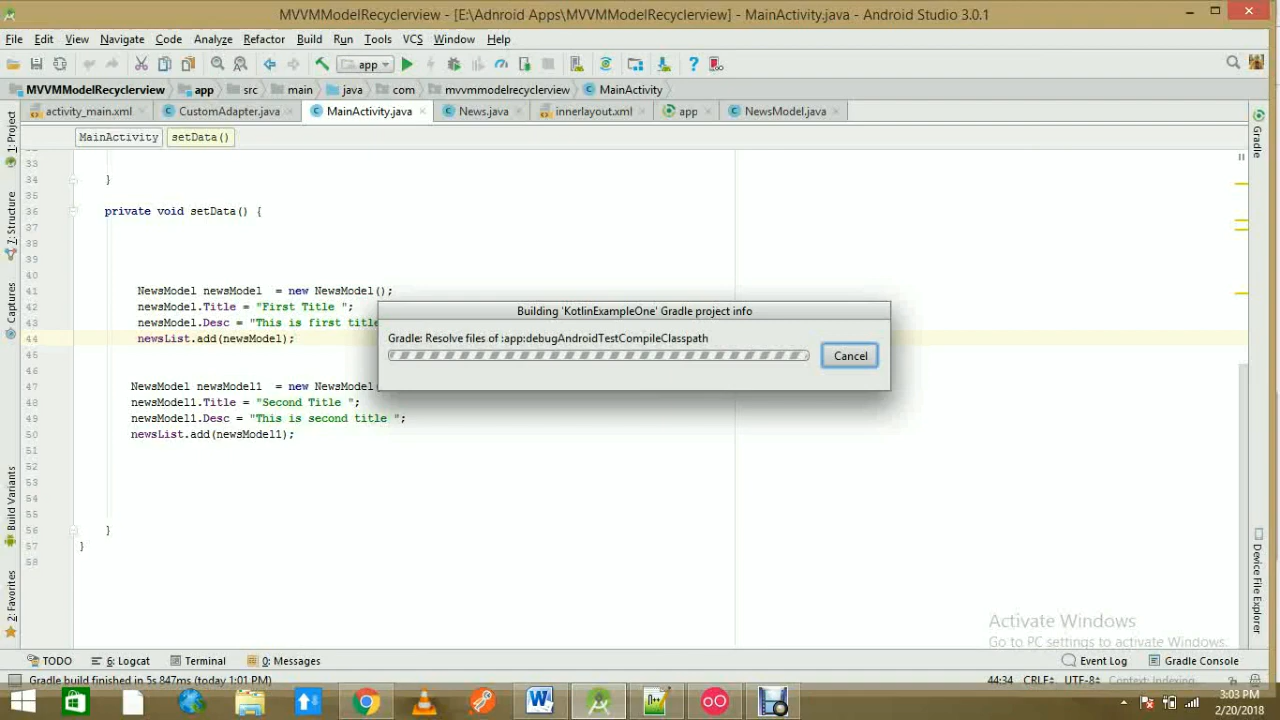 MVVMModelRecyclerview - [E:\Adnroid Apps\MVVMModelRecyclerview] - MainActivity.java - Android Studio 3.0.1
File Edit View Navigate Code Analyze Refactor Build Run Tools VCS Window Help
app
MVVMModelRecyclerview app src main java com mvvmmodelrecyclerview MainActivity
activity_main.xml CustomAdapter.java MainActivity.java News.java innerlayout.xml app NewsModel.java
MainActivity setData()
33
34 }
35
36 private void setData() {
37
38
39
40
41 NewsModel newsModel = new NewsModel();
42 newsModel.Title = "First Title ";
43 newsModel.Desc = "This is first title
44 newsList.add(newsModel);
45
46
47 NewsModel newsModel1 = new NewsModel(
48 newsModel1.Title = "Second Title ";
49 newsModel1.Desc = "This is second title ";
50 newsList.add(newsModel1);
51
52
53
54
55
56 }
57 }
58
Building 'KotlinExampleOne' Gradle project info
Gradle: Resolve files of :app:debugAndroidTestCompileClasspath
Cancel
1: Project
7: Structure
Captures
Build Variants
2: Favorites
Gradle
Device File Explorer
Activate Windows
Go to PC settings to activate Windows.
TODO 6: Logcat Terminal 0: Messages Event Log Gradle Console
Gradle build finished in 5s 847ms (today 1:01 PM) 44:34 CRLF÷ UTF-8÷ Context: Indexing.
3:03 PM
2/20/2018